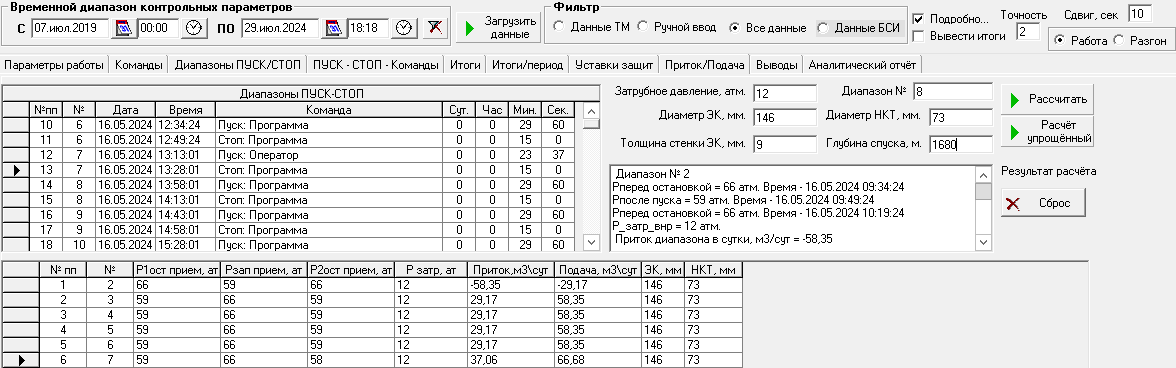 Временной диапазон контрольных параметров
С 07.июл.2019 00:00 ПО 29.июл.2024 18:18
Загрузить данные
Фильтр
Данные ТМ Ручной ввод Все данные Данные БСИ
Подробно...
Вывести итоги
Точность
2
Сдвиг, сек 10
Работа Разгон
Параметры работы Команды Диапазоны ПУСК/СТОП ПУСК - СТОП - Команды Итоги Итоги/период Уставки защит Приток/Подача Выводы Аналитический отчёт
Диапазоны ПУСК-СТОП
№пп № Дата Время Команда Сут. Час Мин. Сек.
10 6 16.05.2024 12:34:24 Пуск: Программа 0 0 29 60
11 6 16.05.2024 12:49:24 Стоп: Программа 0 0 15 0
12 7 16.05.2024 13:13:01 Пуск: Оператор 0 0 23 37
13 7 16.05.2024 13:28:01 Стоп: Программа 0 0 15 0
14 8 16.05.2024 13:58:01 Пуск: Программа 0 0 29 60
15 8 16.05.2024 14:13:01 Стоп: Программа 0 0 15 0
16 9 16.05.2024 14:43:01 Пуск: Программа 0 0 29 60
17 9 16.05.2024 14:58:01 Стоп: Программа 0 0 15 0
18 10 16.05.2024 15:28:01 Пуск: Программа 0 0 29 60
Затрубное давление, атм. 12 Диапазон № 8
Диаметр ЭК, мм. 146 Диаметр НКТ, мм. 73
Толщина стенки ЭК, мм. 9 Глубина спуска, м. 1680
Рассчитать
Расчёт упрощённый
Результат расчёта
Сброс
Диапазон № 2
Рперед остановкой = 66 атм. Время - 16.05.2024 09:34:24
Рпосле пуска = 59 атм. Время - 16.05.2024 09:49:24
Рперед остановкой = 66 атм. Время - 16.05.2024 10:19:24
Р_затр_внр = 12 атм.
Приток диапазона в сутки, м3/сут = -58,35
№ пп № Р1ост прием, ат Рзап прием, ат Р2ост прием, ат Р затр, ат Приток,м3\сут Подача, м3\сут ЭК, мм НКТ, мм
1 2 66 59 66 12 -58,35 -29,17 146 73
2 3 59 66 59 12 29,17 58,35 146 73
3 4 59 66 59 12 29,17 58,35 146 73
4 5 59 66 59 12 29,17 58,35 146 73
5 6 59 66 59 12 29,17 58,35 146 73
6 7 59 66 58 12 37,06 66,68 146 73